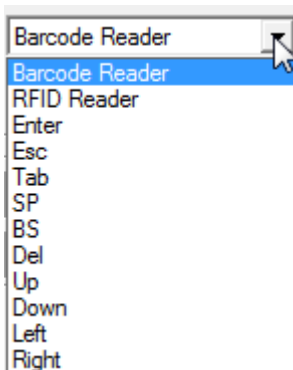 Barcode Reader
Barcode Reader
RFID Reader
Enter
Esc
Tab
SP
BS
Del
Up
Down
Left
Right